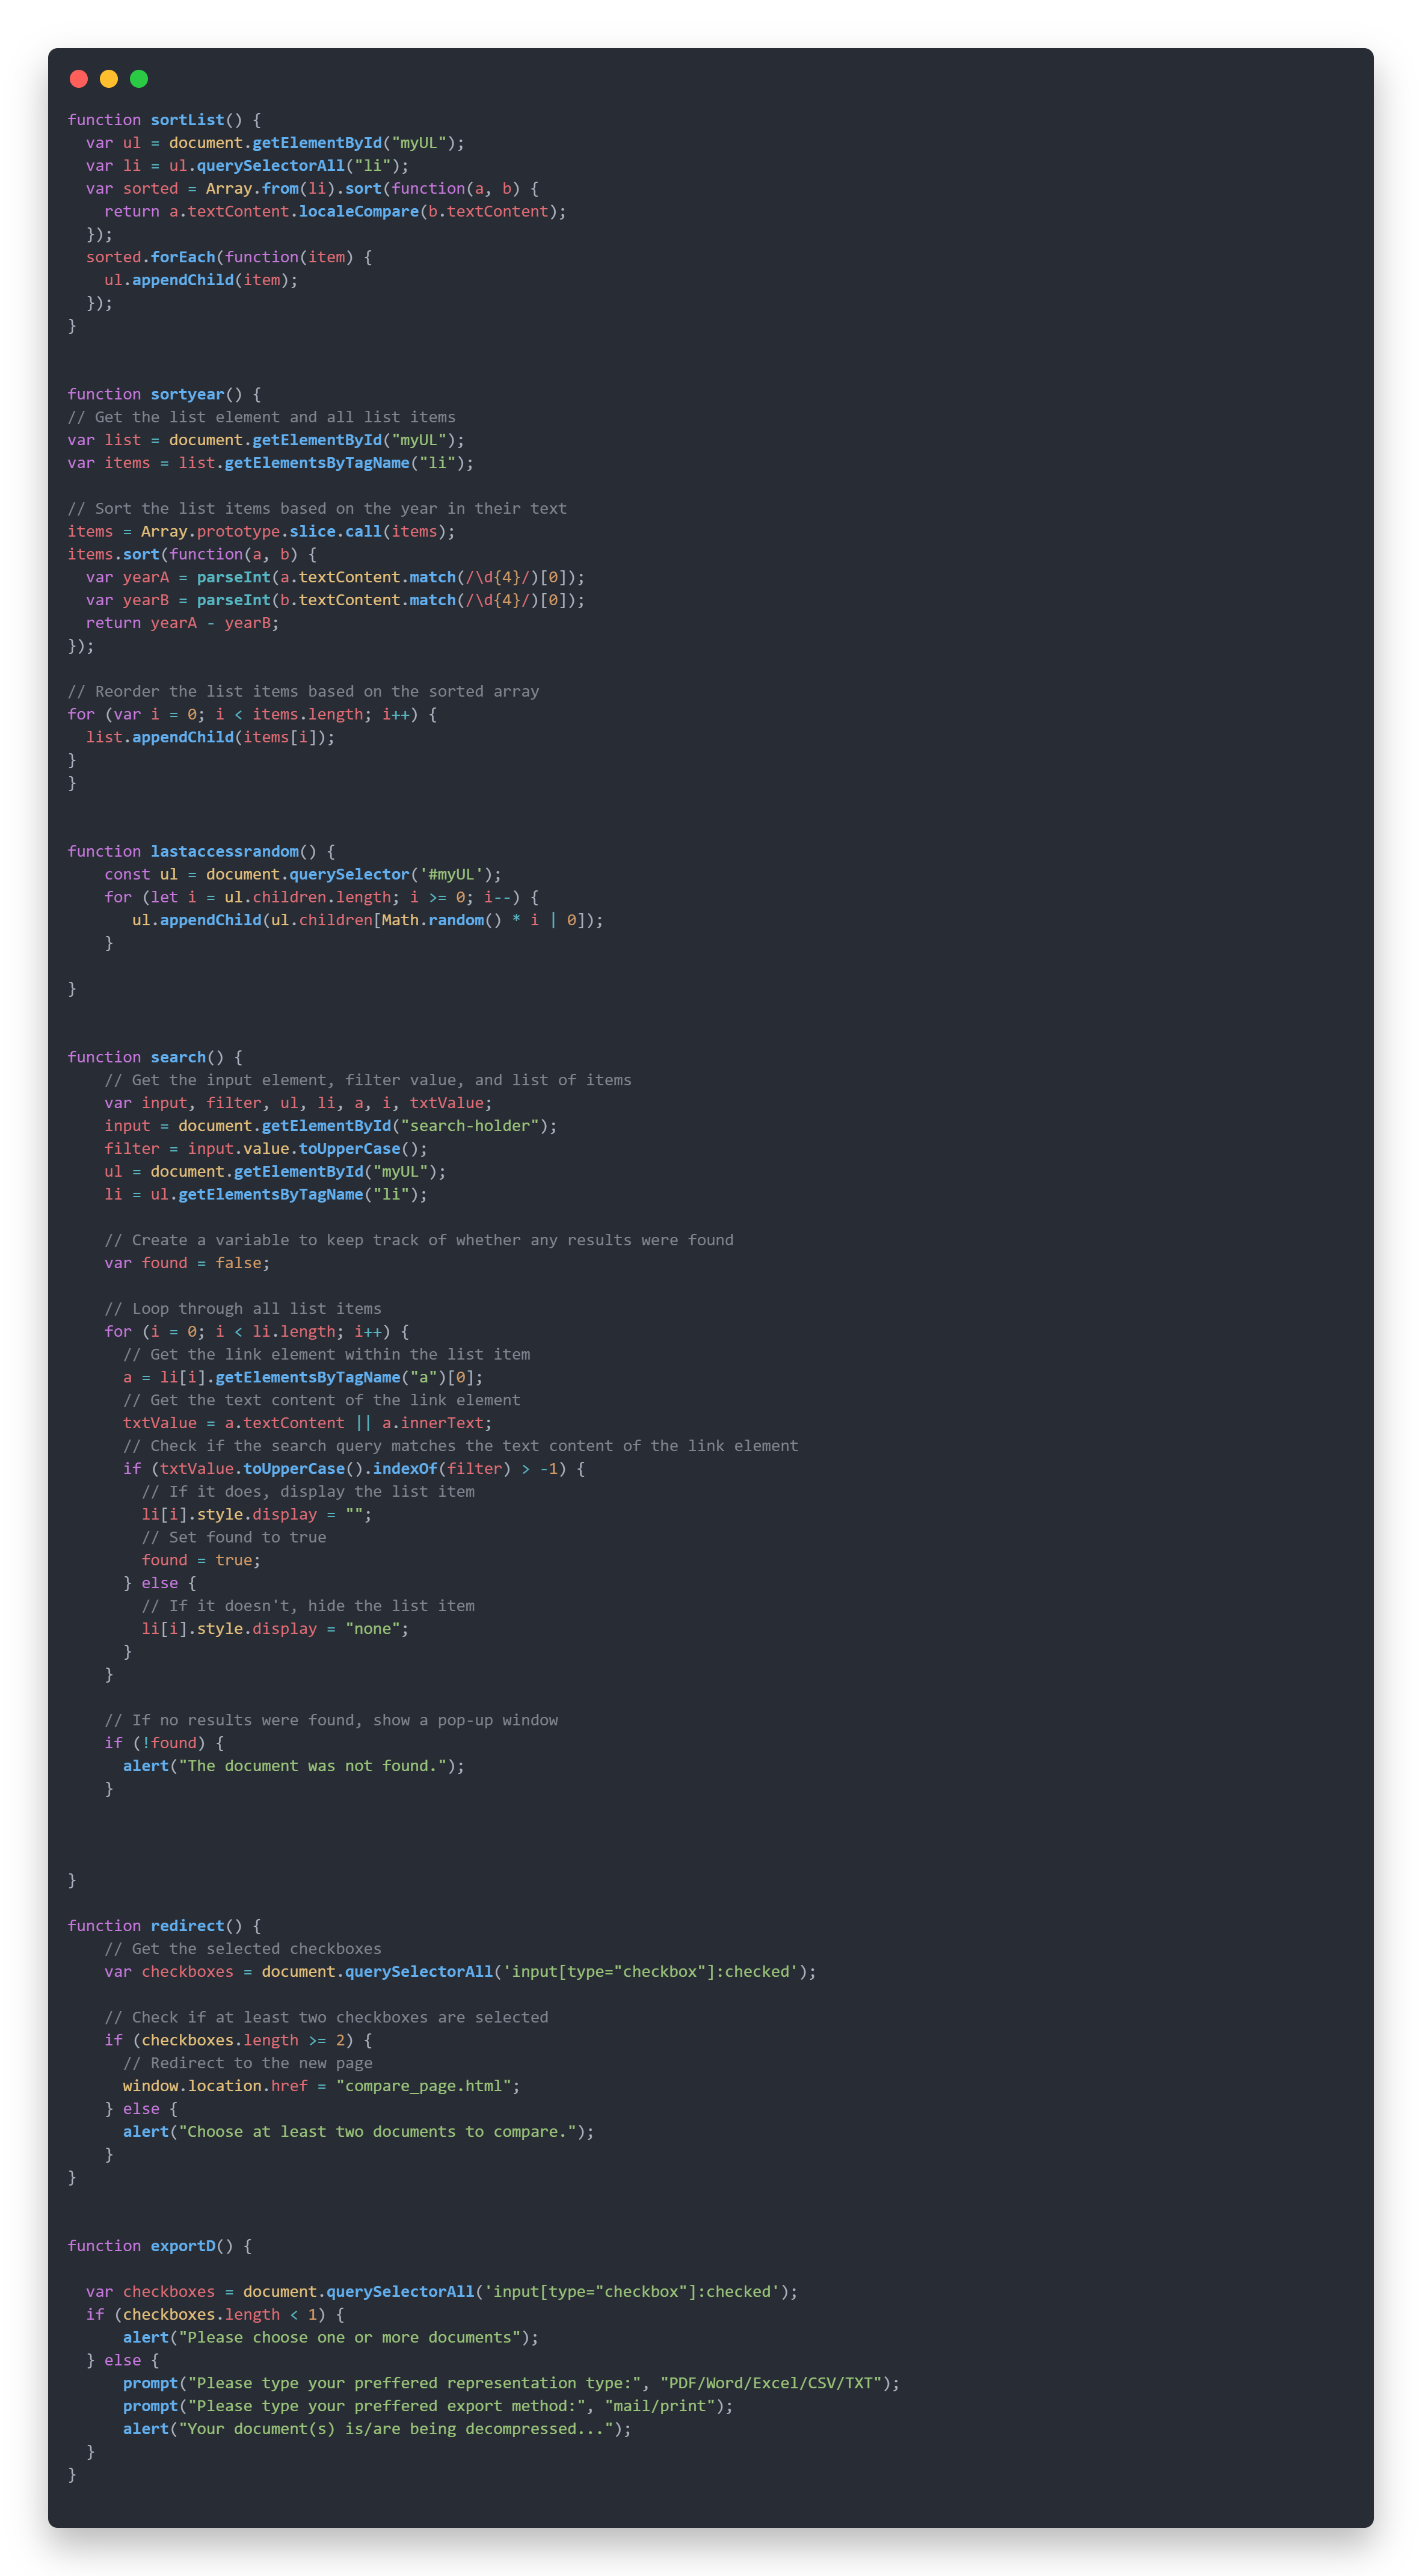 function sortList() {
  var ul = document.getElementById("myUL");
  var li = ul.querySelectorAll("li");
  var sorted = Array.from(li).sort(function(a, b) {
    return a.textContent.localeCompare(b.textContent);
  });
  sorted.forEach(function(item) {
    ul.appendChild(item);
  });
}


function sortyear() {
// Get the list element and all list items
var list = document.getElementById("myUL");
var items = list.getElementsByTagName("li");

// Sort the list items based on the year in their text
items = Array.prototype.slice.call(items);
items.sort(function(a, b) {
  var yearA = parseInt(a.textContent.match(/\d{4}/)[0]);
  var yearB = parseInt(b.textContent.match(/\d{4}/)[0]);
  return yearA - yearB;
});

// Reorder the list items based on the sorted array
for (var i = 0; i < items.length; i++) {
  list.appendChild(items[i]);
}
}


function lastaccessrandom() {
    const ul = document.querySelector('#myUL');
    for (let i = ul.children.length; i >= 0; i--) {
       ul.appendChild(ul.children[Math.random() * i | 0]);
    }

}


function search() {
    // Get the input element, filter value, and list of items
    var input, filter, ul, li, a, i, txtValue;
    input = document.getElementById("search-holder");
    filter = input.value.toUpperCase();
    ul = document.getElementById("myUL");
    li = ul.getElementsByTagName("li");

    // Create a variable to keep track of whether any results were found
    var found = false;

    // Loop through all list items
    for (i = 0; i < li.length; i++) {
      // Get the link element within the list item
      a = li[i].getElementsByTagName("a")[0];
      // Get the text content of the link element
      txtValue = a.textContent || a.innerText;
      // Check if the search query matches the text content of the link element
      if (txtValue.toUpperCase().indexOf(filter) > -1) {
        // If it does, display the list item
        li[i].style.display = "";
        // Set found to true
        found = true;
      } else {
        // If it doesn't, hide the list item
        li[i].style.display = "none";
      }
    }

    // If no results were found, show a pop-up window
    if (!found) {
      alert("The document was not found.");
    }



}

function redirect() {
    // Get the selected checkboxes
    var checkboxes = document.querySelectorAll('input[type="checkbox"]:checked');

    // Check if at least two checkboxes are selected
    if (checkboxes.length >= 2) {
      // Redirect to the new page
      window.location.href = "compare_page.html";
    } else {
      alert("Choose at least two documents to compare.");
    }
}


function exportD() {

  var checkboxes = document.querySelectorAll('input[type="checkbox"]:checked');
  if (checkboxes.length < 1) {
      alert("Please choose one or more documents");
  } else {
      prompt("Please type your preffered representation type:", "PDF/Word/Excel/CSV/TXT");
      prompt("Please type your preffered export method:", "mail/print");
      alert("Your document(s) is/are being decompressed...");
  }
}